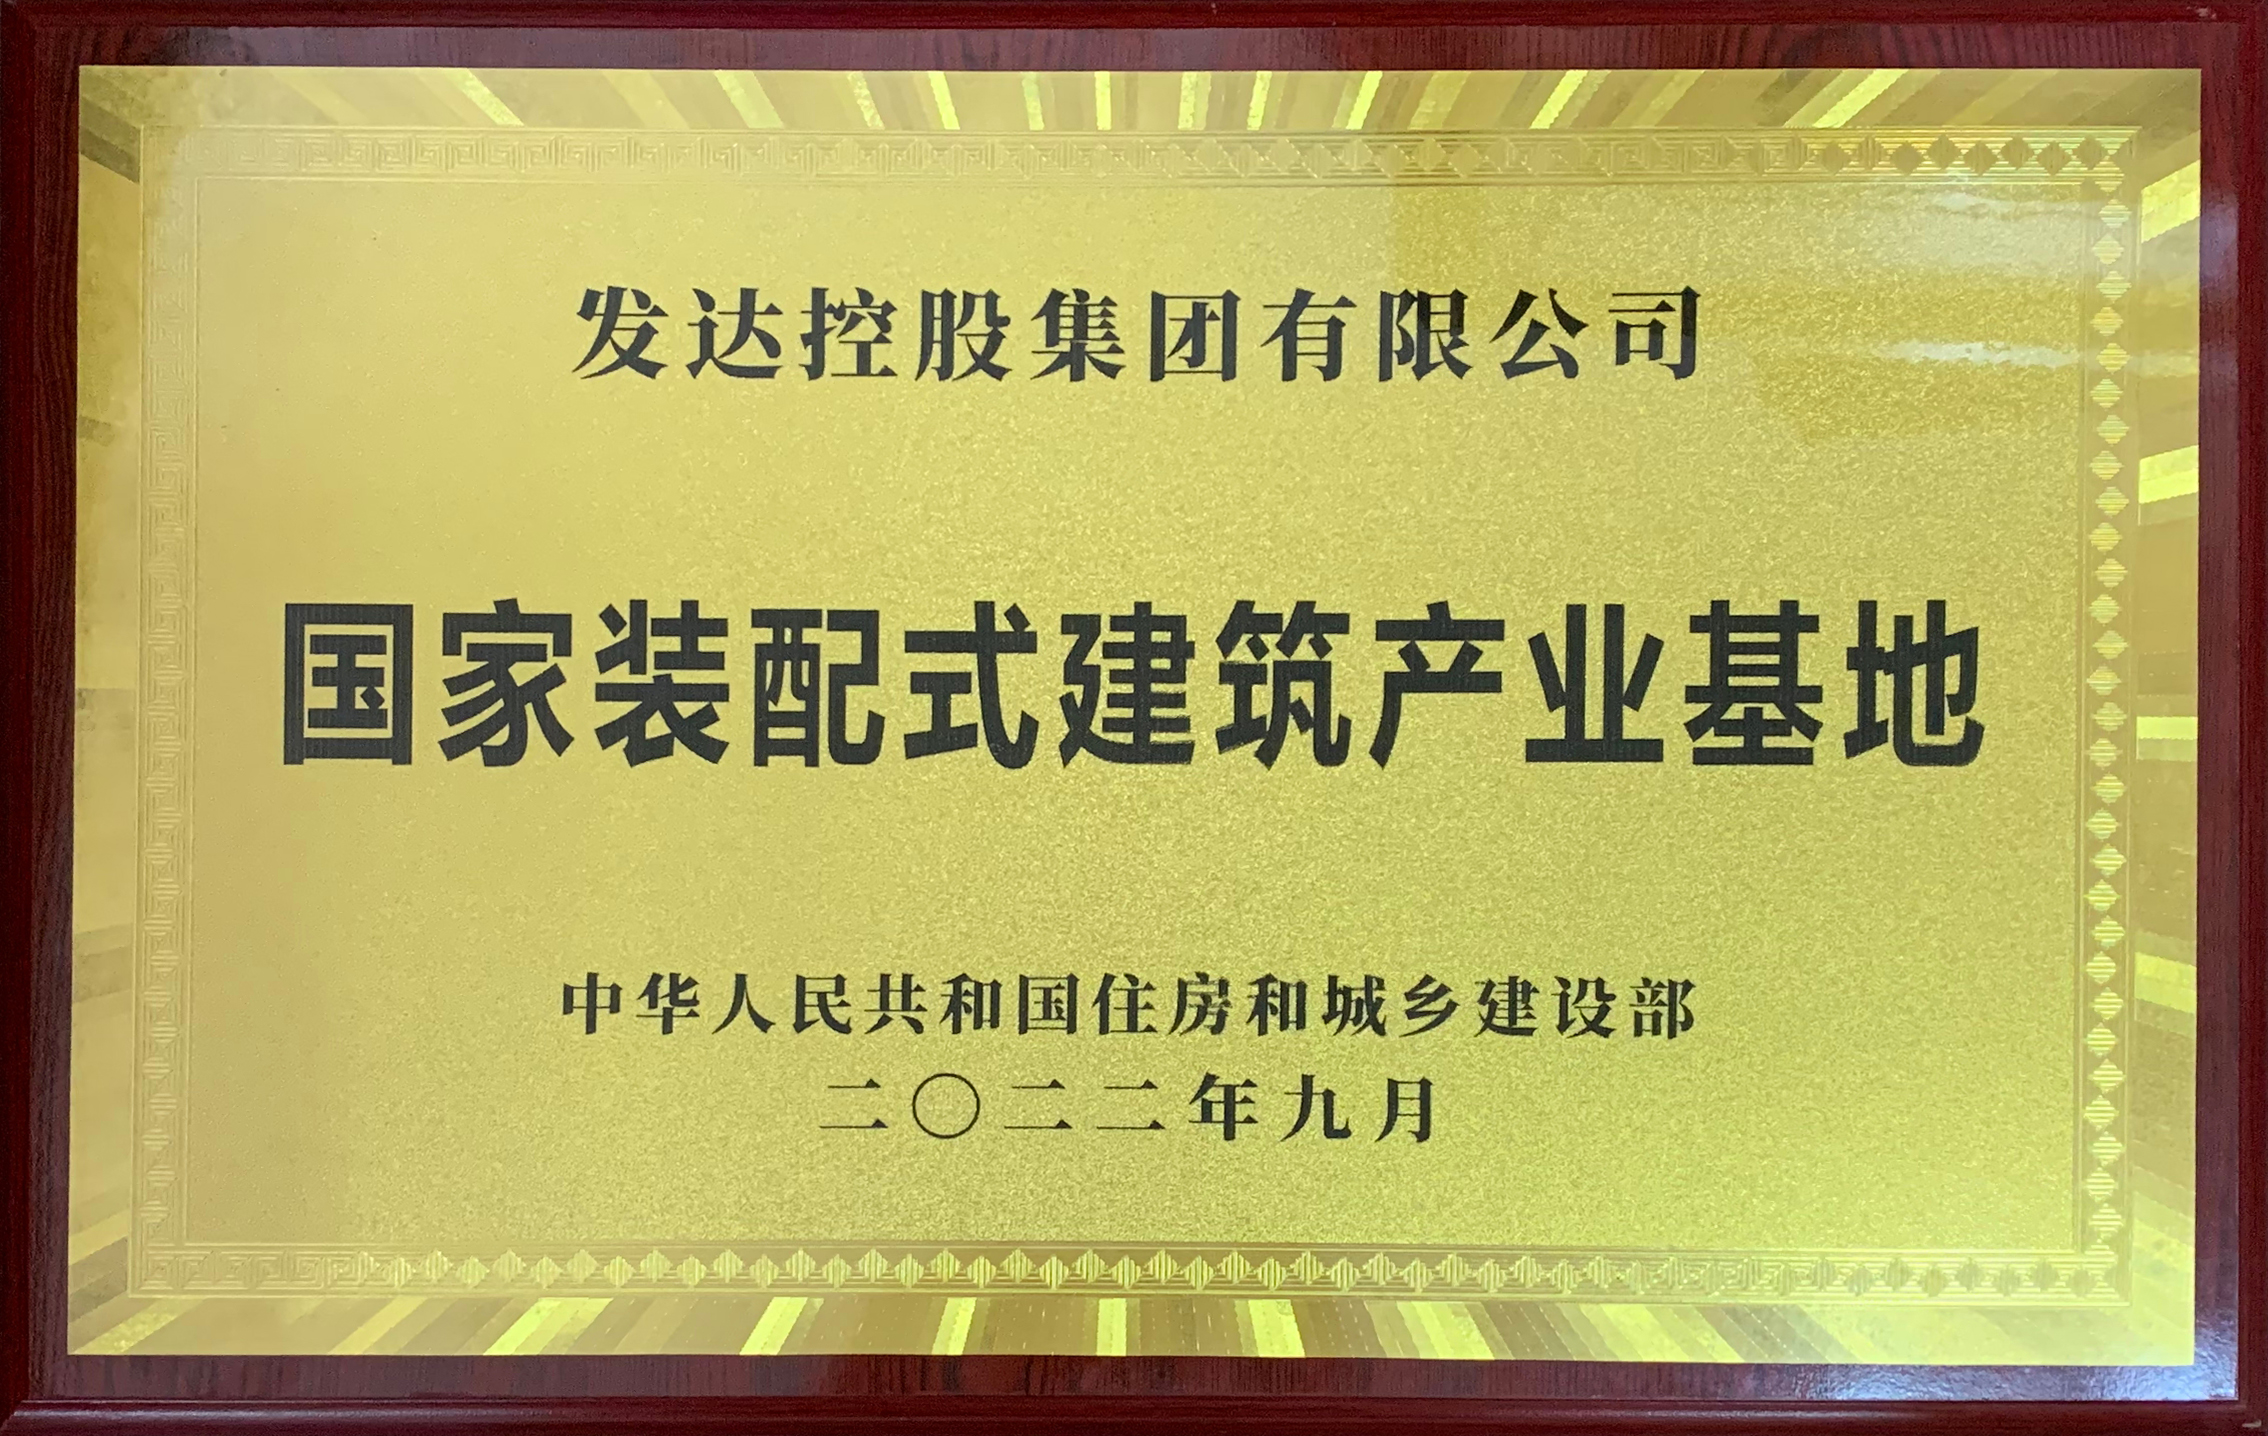 发达控股集团有限公司
国家装配式建筑产业基地
中华人民共和国住房和城乡建设部
二〇二二年九月